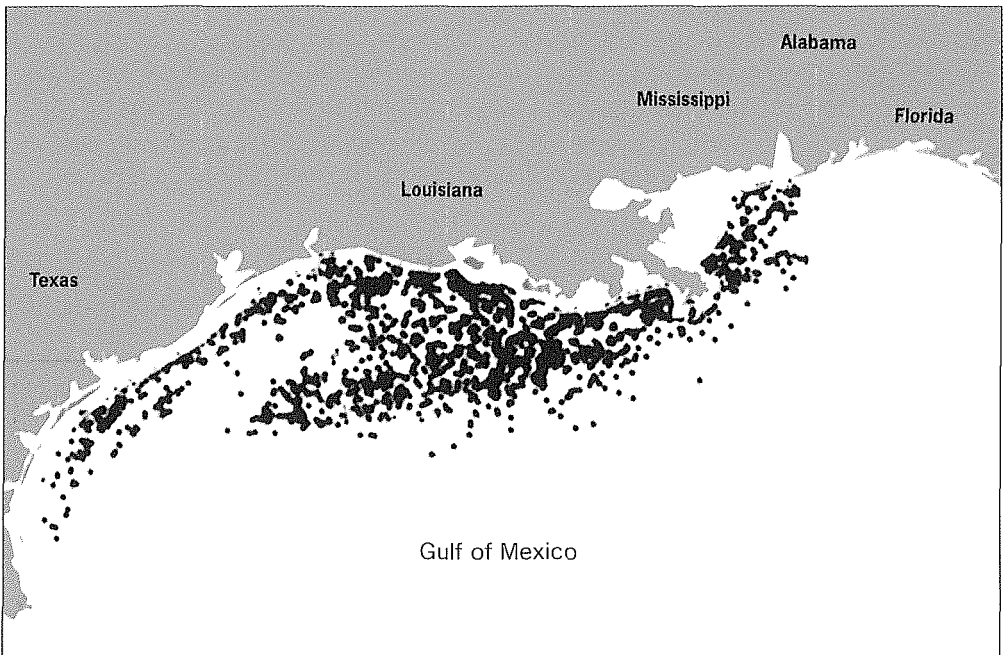 Alabama
Mississippi
Florida
Louisiana
Texas
Gulf of Mexico